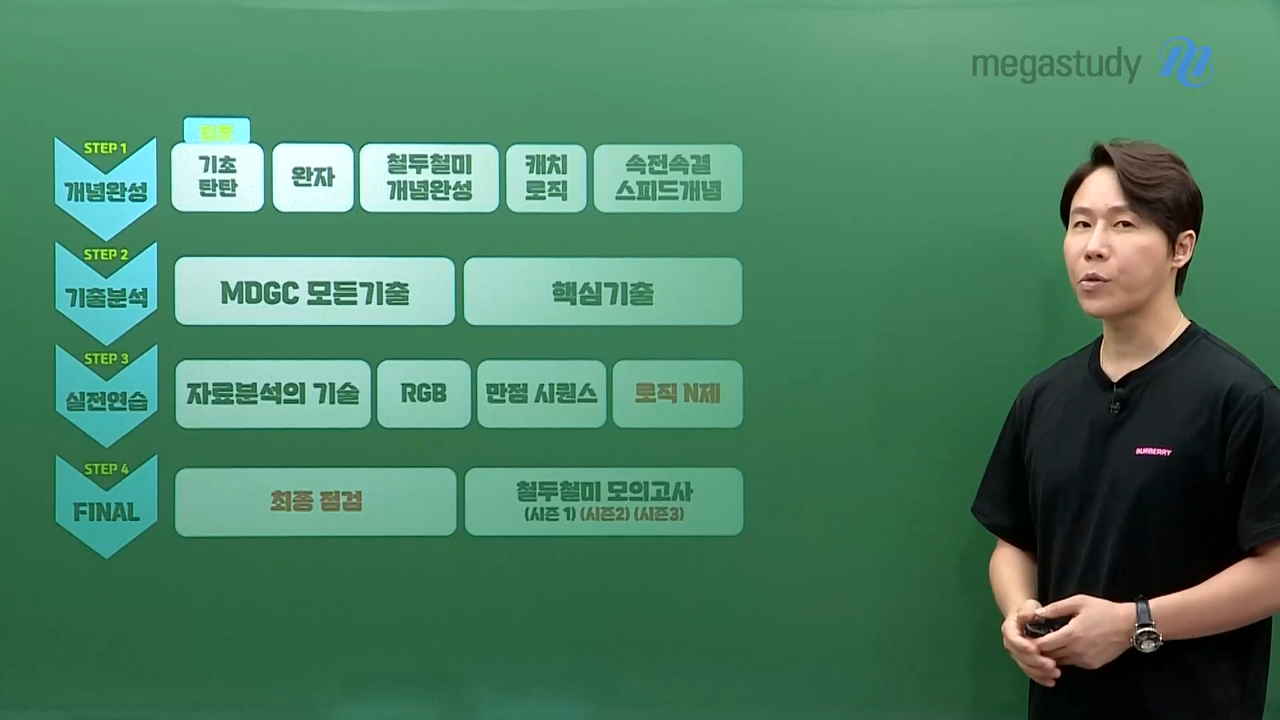 megastudy
입문
STEP 1
개념완성
기초
탄탄
완자
철두철미
개념완성
캐치
로직
속전속결
스피드개념
STEP 2
기출분석
MDGC 모든기출
핵심기출
STEP 3
실전연습
자료분석의 기술
RGB
만점 시퀀스
로직 N제
STEP 4
FINAL
최종 점검
철두철미 모의고사
(시즌 1) (시즌2) (시즌3)
BURBERRY